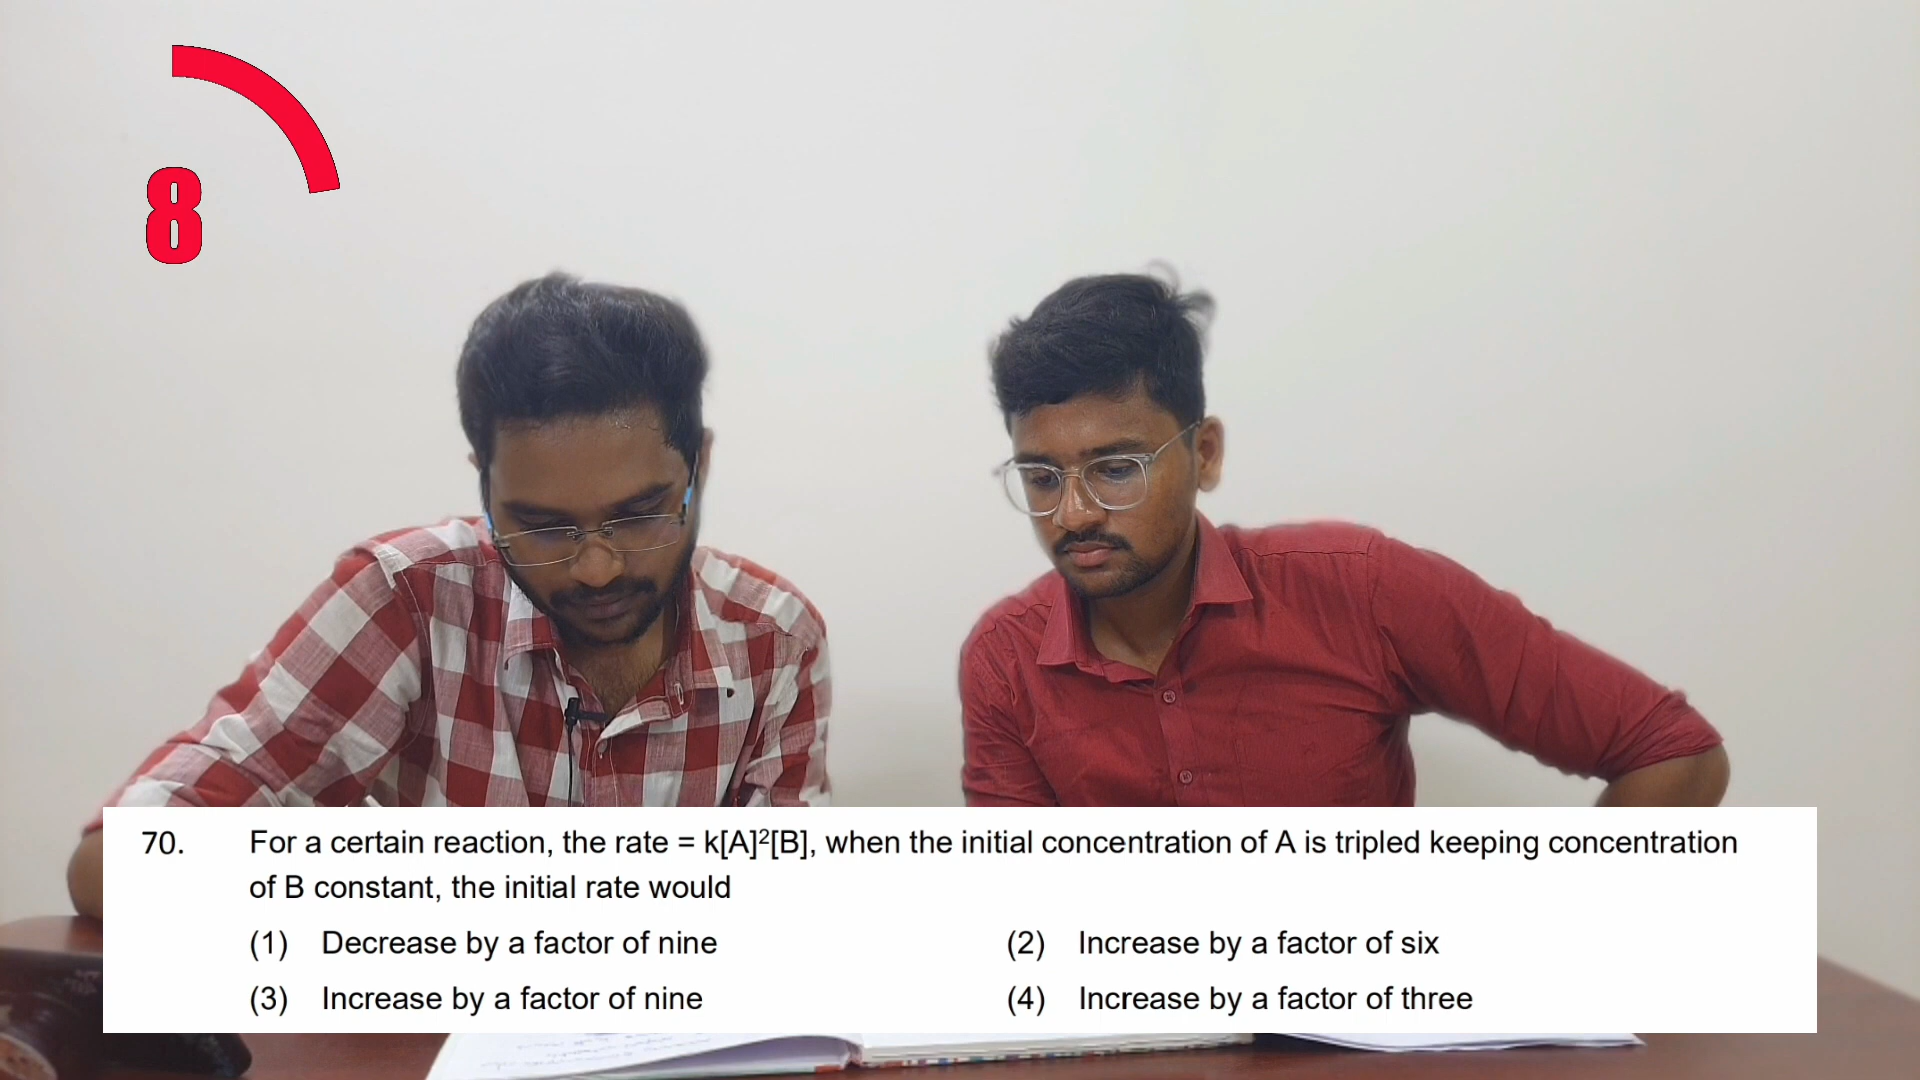 8
70. For a certain reaction, the rate = k[A]²[B], when the initial concentration of A is tripled keeping concentration
of B constant, the initial rate would
(1) Decrease by a factor of nine (2) Increase by a factor of six
(3) Increase by a factor of nine (4) Increase by a factor of three